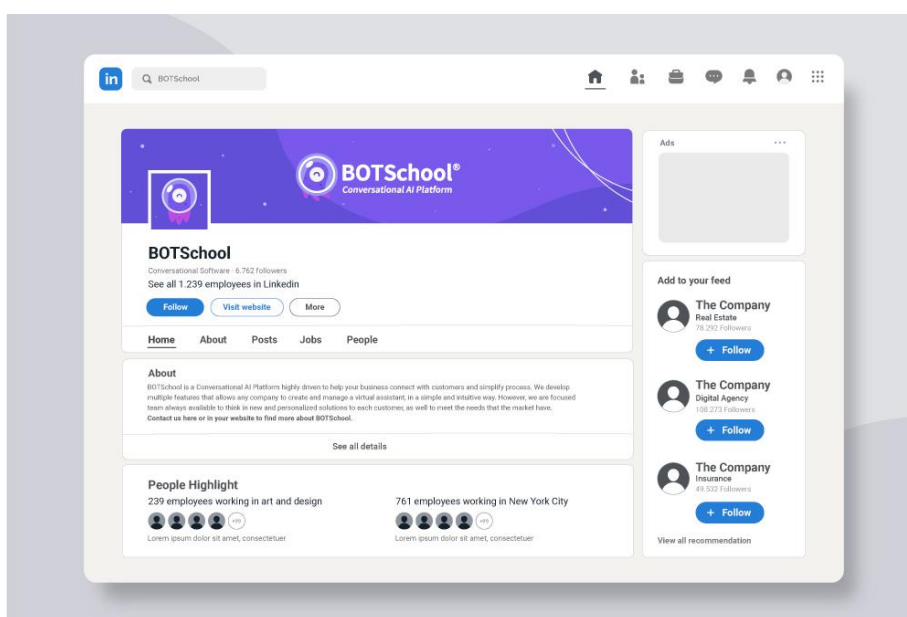 in
BOTSchool
BOTSchool®
Conversational AI Platform
BOTSchool
Conversational Software · 6.762 followers
See all 1.239 employees in Linkedin
Follow
Visit website
More
Home About Posts Jobs People
About
BOTSchool is a Conversational AI Platform highly driven to help your business connect with customers and simplify process. We develop
multiple features that allows any company to create and manage a virtual assistant, in a simple and intuitive way. However, we are focused
team always available to think in new and personalized solutions to each customer, as well to meet the needs that the market have.
Contact us here or in your website to find more about BOTSchool.
See all details
People Highlight
239 employees working in art and design
+99
Lorem ipsum dolor sit amet, consectetuer
761 employees working in New York City
+99
Lorem ipsum dolor sit amet, consectetuer
Ads
Add to your feed
The Company
Real Estate
78.292 Followers
+ Follow
The Company
Digital Agency
108.273 Followers
+ Follow
The Company
Insurance
49.532 Followers
+ Follow
View all recommendation